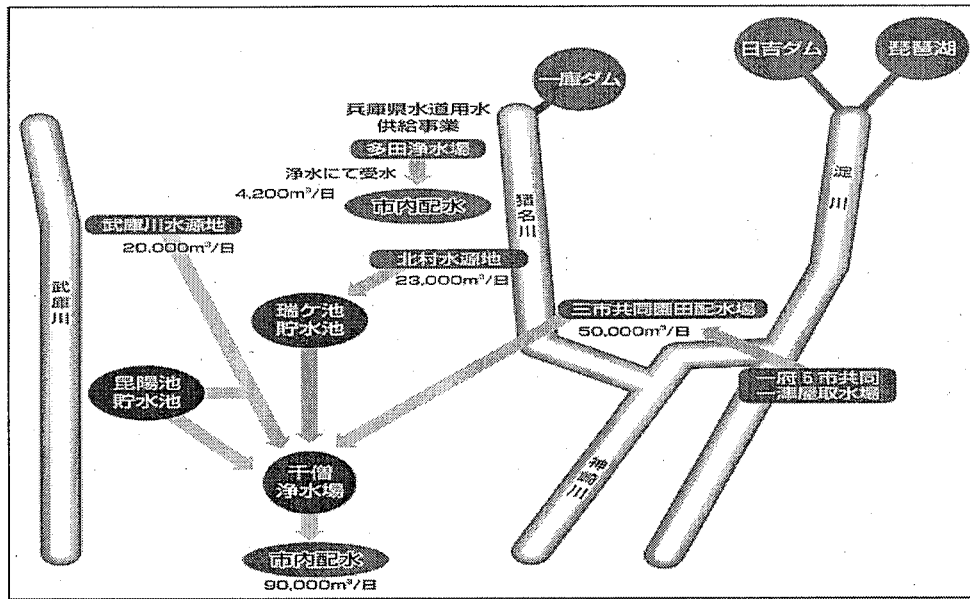 日吉ダム
琵琶湖
一庫ダム
兵庫県水道用水
供給事業
多田浄水場
浄水にて受水
4,200m³/日
市内配水
淀川
猪名川
武庫川水源地
20,000m³/日
北村水源地
23,000m³/日
武庫川
瑞ケ池
貯水池
三市共同園田配水場
50,000m³/日
昆陽池
貯水池
一府5市共同
一津屋取水場
千僧
浄水場
神崎川
市内配水
90,000m³/日